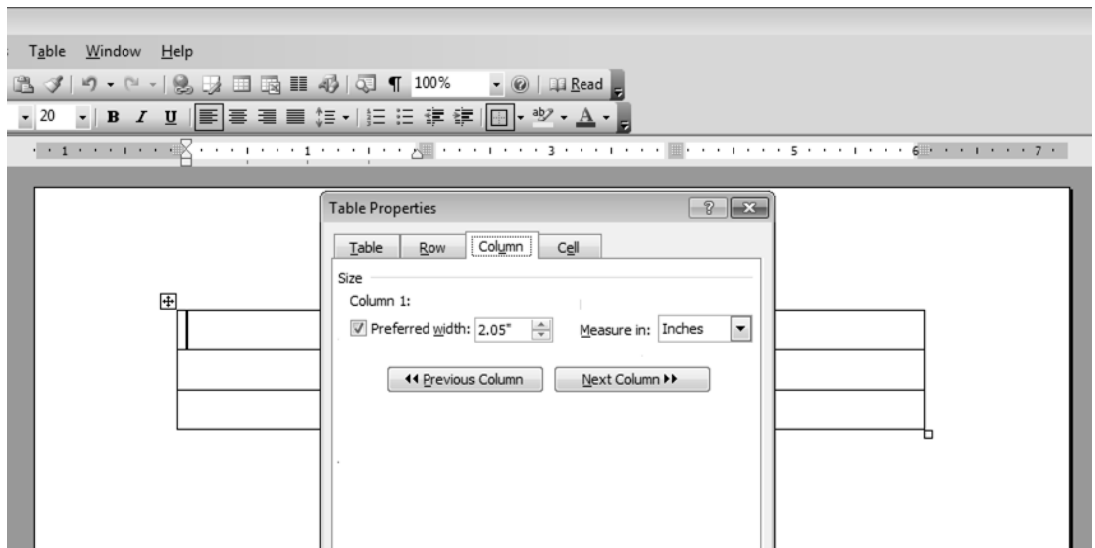 Table Window Help
100% Read
20 B I U
1 1 3 5 6 7
Table Properties
Table Row Column Cell
Size
Column 1:
Preferred width: 2.05" Measure in: Inches
Previous Column Next Column